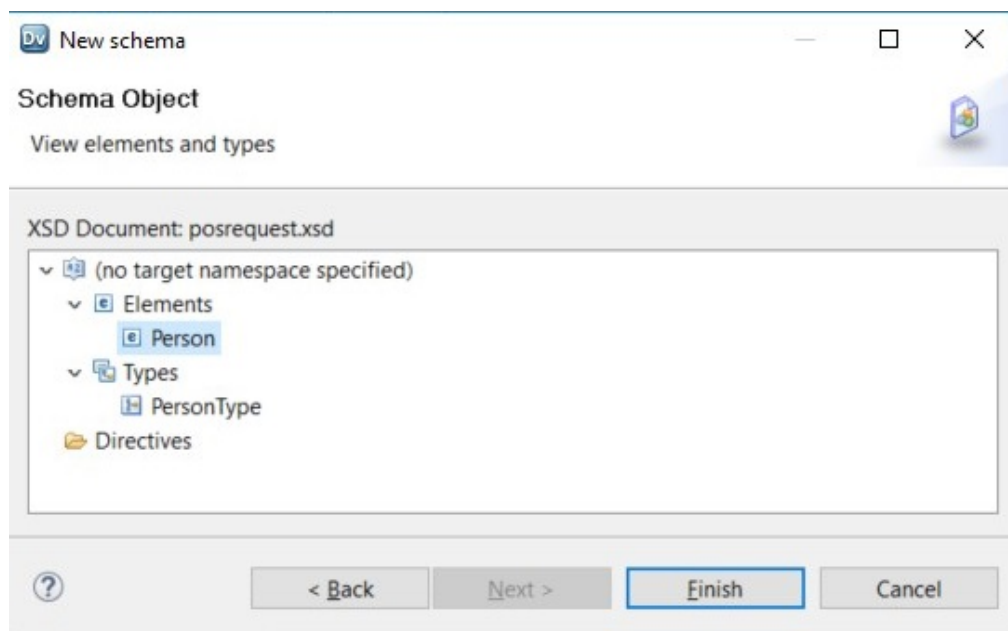 Dv New schema
Schema Object
View elements and types
XSD Document: posrequest.xsd
(no target namespace specified)
e Elements
e Person
Types
PersonType
Directives
? < Back Next > Finish Cancel